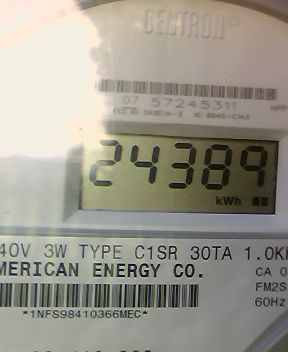 CENTRON®
07 57245311
24389
kWh
40V 3W TYPE C1SR 30TA 1.0K
MERICAN ENERGY CO.
CA 0
FM2S
60Hz
*1NFS98410366MEC*